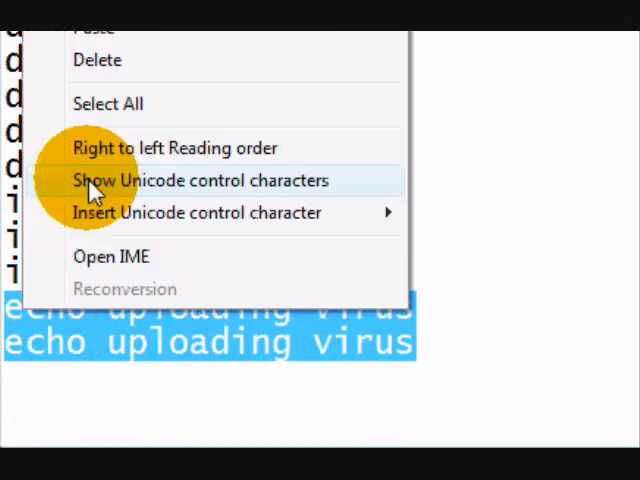 Paste
Delete
Select All
Right to left Reading order
Show Unicode control characters
Insert Unicode control character
Open IME
Reconversion
d
d
d
d
d
i
i
i
echo uploading virus
echo uploading virus